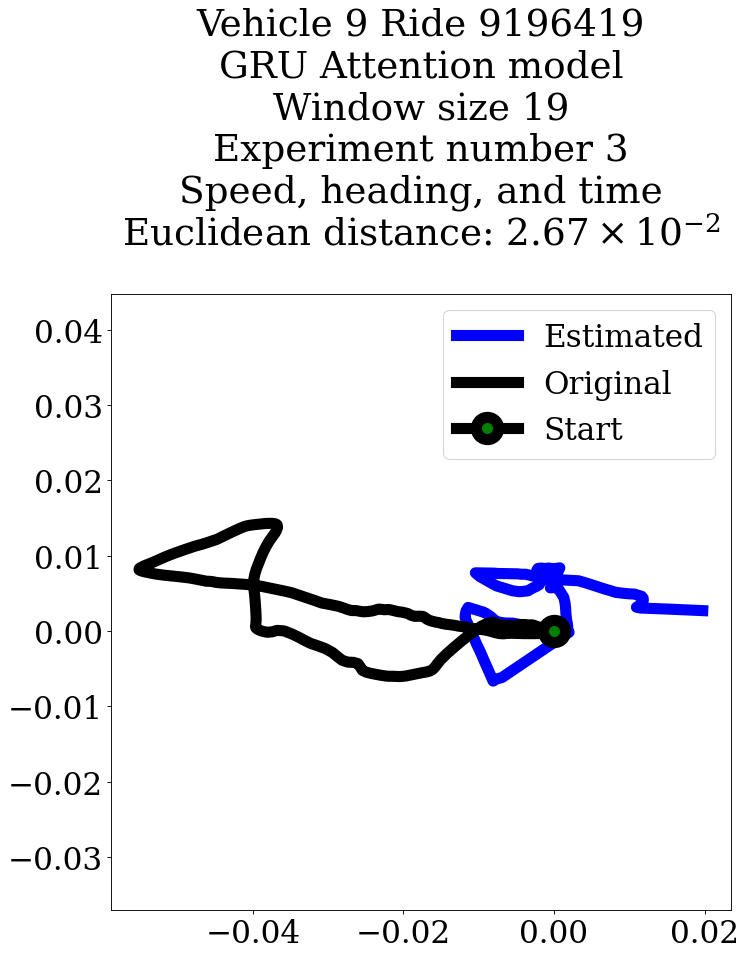 Vehicle 9 Ride 9196419
GRU Attention model
Window size 19
Experiment number 3
Speed, heading, and time
Euclidean distance: 2.67 × 10⁻²
Estimated
Original
Start
0.04
0.03
0.02
0.01
0.00
−0.01
−0.02
−0.03
−0.04
−0.02
0.00
0.02